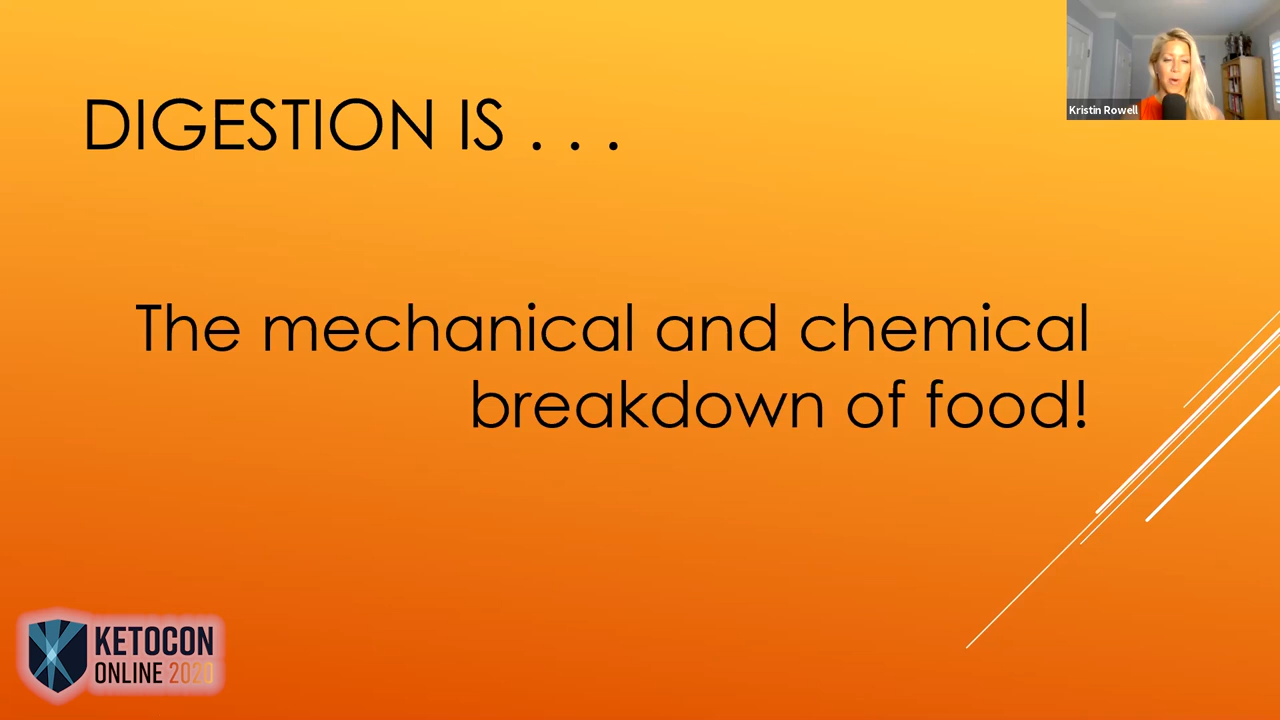 Kristin Rowell
DIGESTION IS . . .
The mechanical and chemical
breakdown of food!
KETOCON
ONLINE 2020